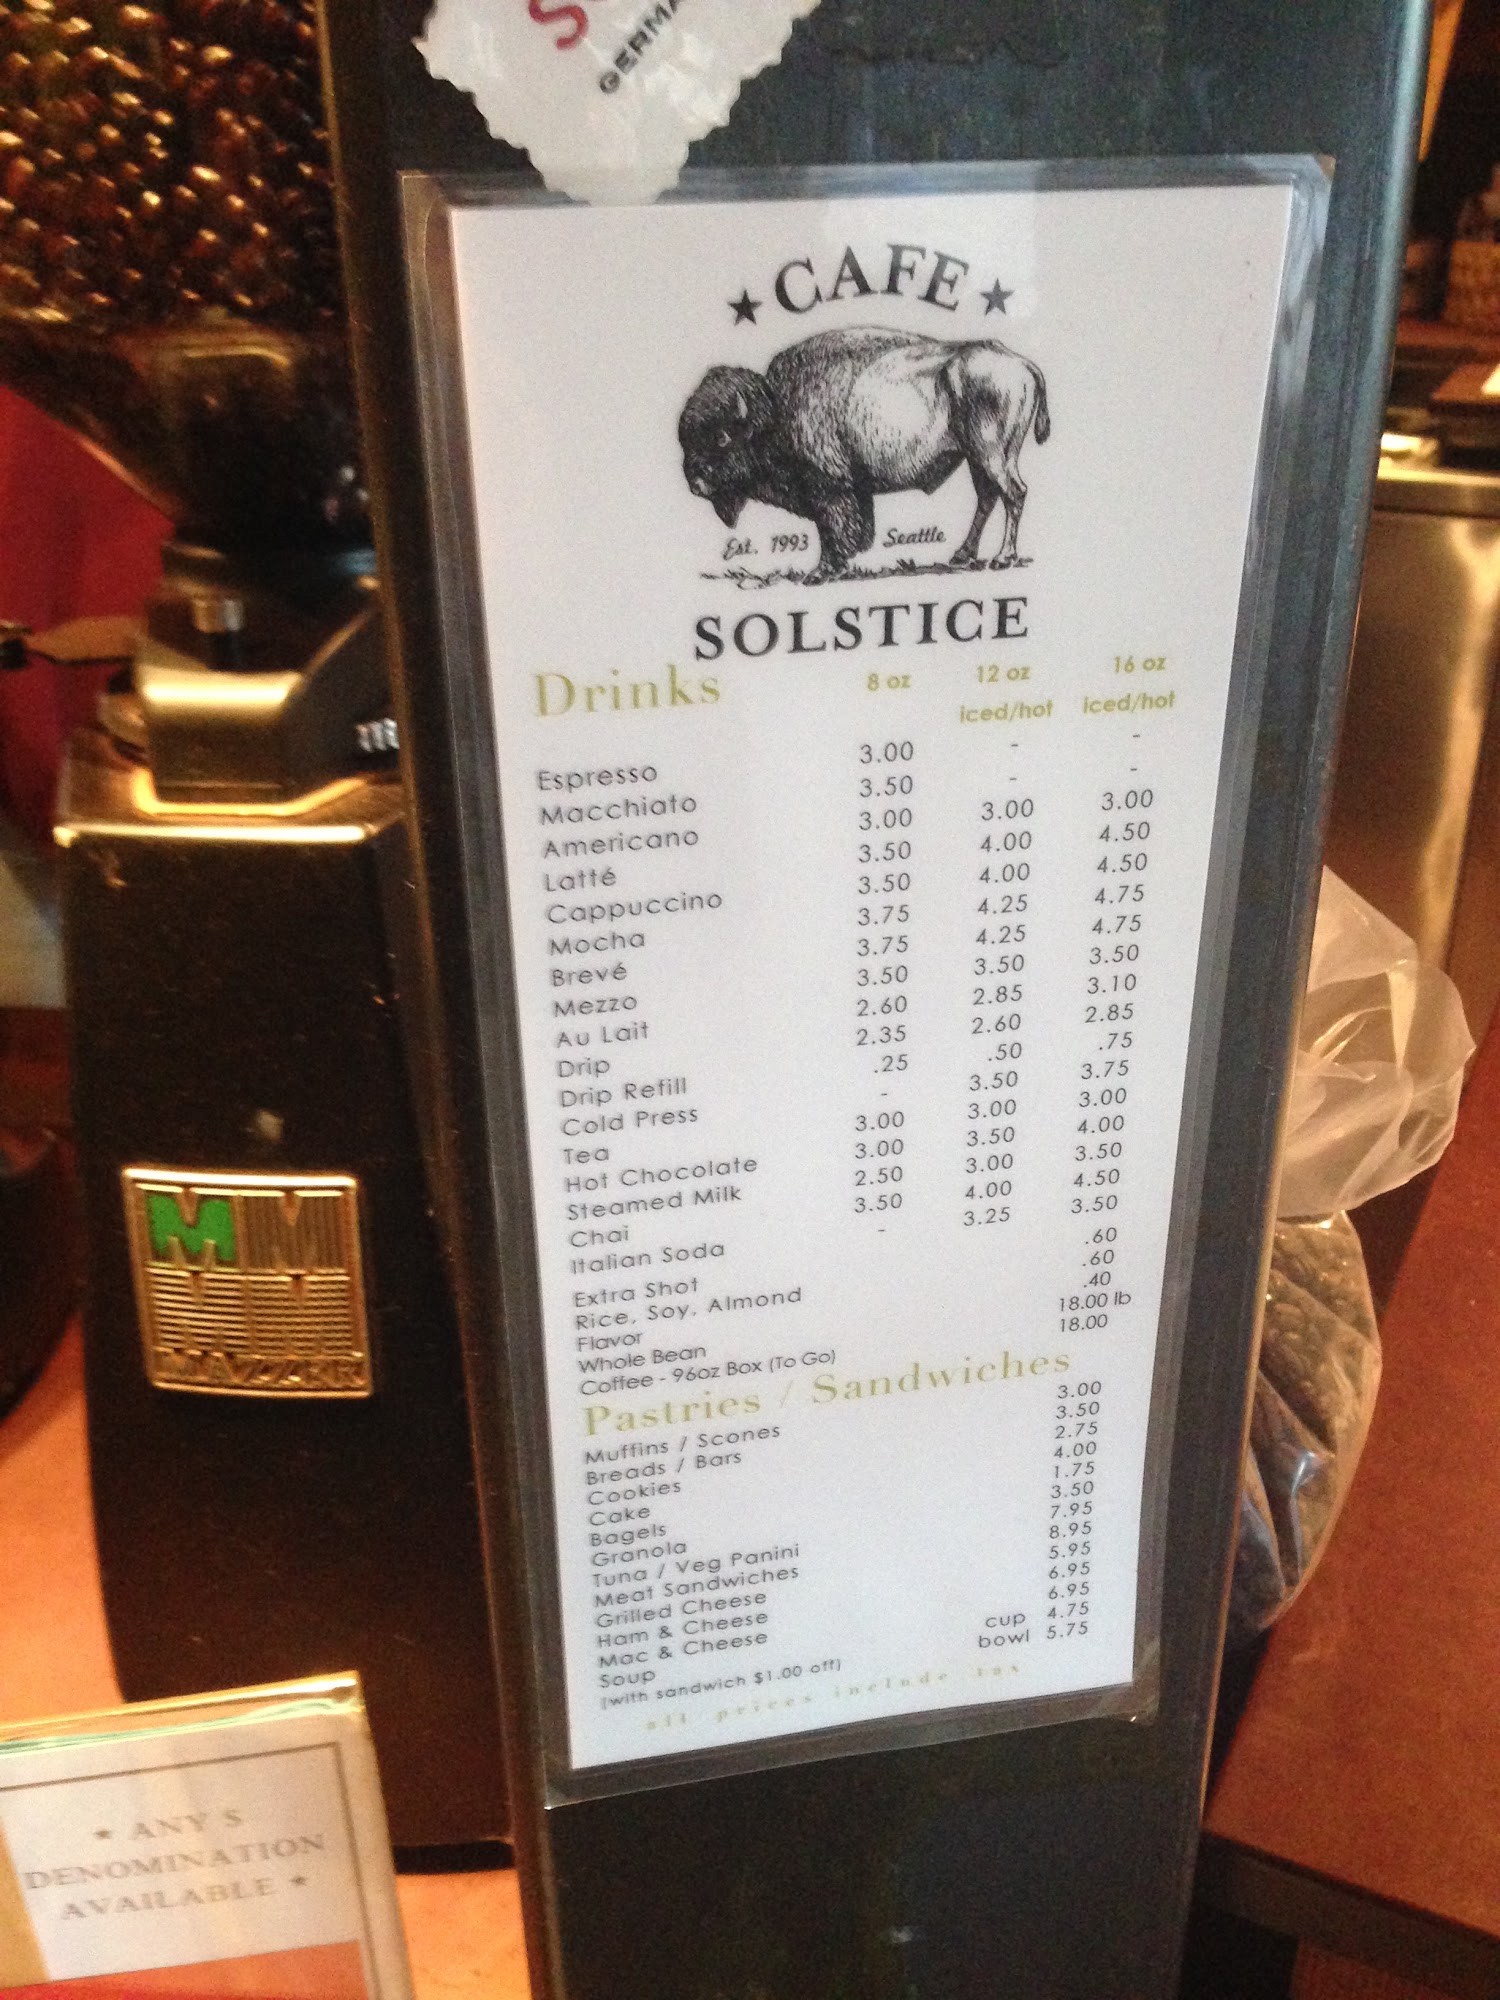 GERMA
★ CAFE ★
Est. 1993 Seattle
SOLSTICE
Drinks 8 oz 12 oz 16 oz
iced/hot iced/hot
Espresso 3.00 - -
Macchiato 3.50 - -
Americano 3.00 3.00 3.00
Latté 3.50 4.00 4.50
Cappuccino 3.50 4.00 4.50
Mocha 3.75 4.25 4.75
Brevé 3.75 4.25 4.75
Mezzo 3.50 3.50 3.50
Au Lait 2.60 2.85 3.10
Drip 2.35 2.60 2.85
Drip Refill .25 .50 .75
Cold Press - 3.50 3.75
Tea 3.00 3.00 3.00
Hot Chocolate 3.00 3.50 4.00
Steamed Milk 2.50 3.00 3.50
Chai 3.50 4.00 4.50
Italian Soda - 3.25 3.50
Extra Shot .60
Rice, Soy, Almond .60
Flavor .40
Whole Bean 18.00 lb
Coffee - 96oz Box (To Go) 18.00
Pastries / Sandwiches
Muffins / Scones 3.00
Breads / Bars 3.50
Cookies 2.75
Cake 4.00
Bagels 1.75
Granola 3.50
Tuna / Veg Panini 7.95
Meat Sandwiches 8.95
Grilled Cheese 5.95
Ham & Cheese 6.95
Mac & Cheese 6.95
Soup cup 4.75
(with sandwich $1.00 off) bowl 5.75
all prices include tax
MAZZER
★ ANY $
DENOMINATION
AVAILABLE ★